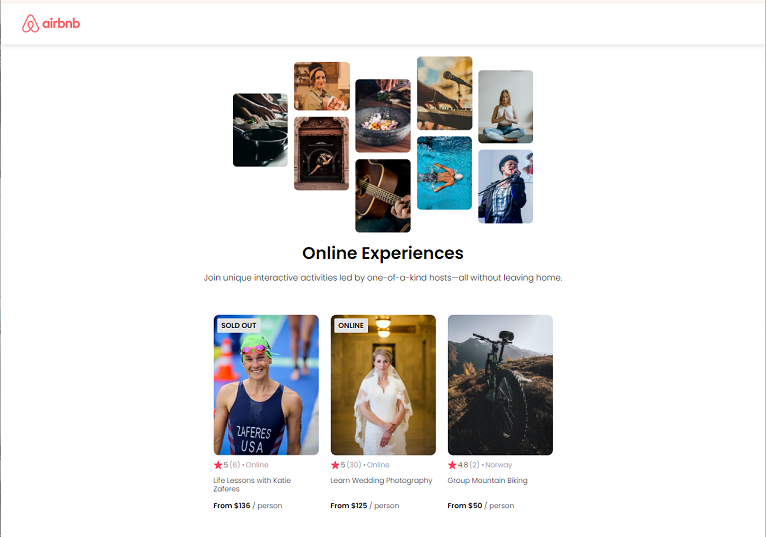 airbnb
Online Experiences
Join unique interactive activities led by one-of-a-kind hosts—all without leaving home.
SOLD OUT
ZAFERES
USA
5 (6) • Online
Life Lessons with Katie
Zaferes
From $136 / person
ONLINE
5 (30) • Online
Learn Wedding Photography
From $125 / person
4.8 (2) • Norway
Group Mountain Biking
From $50 / person